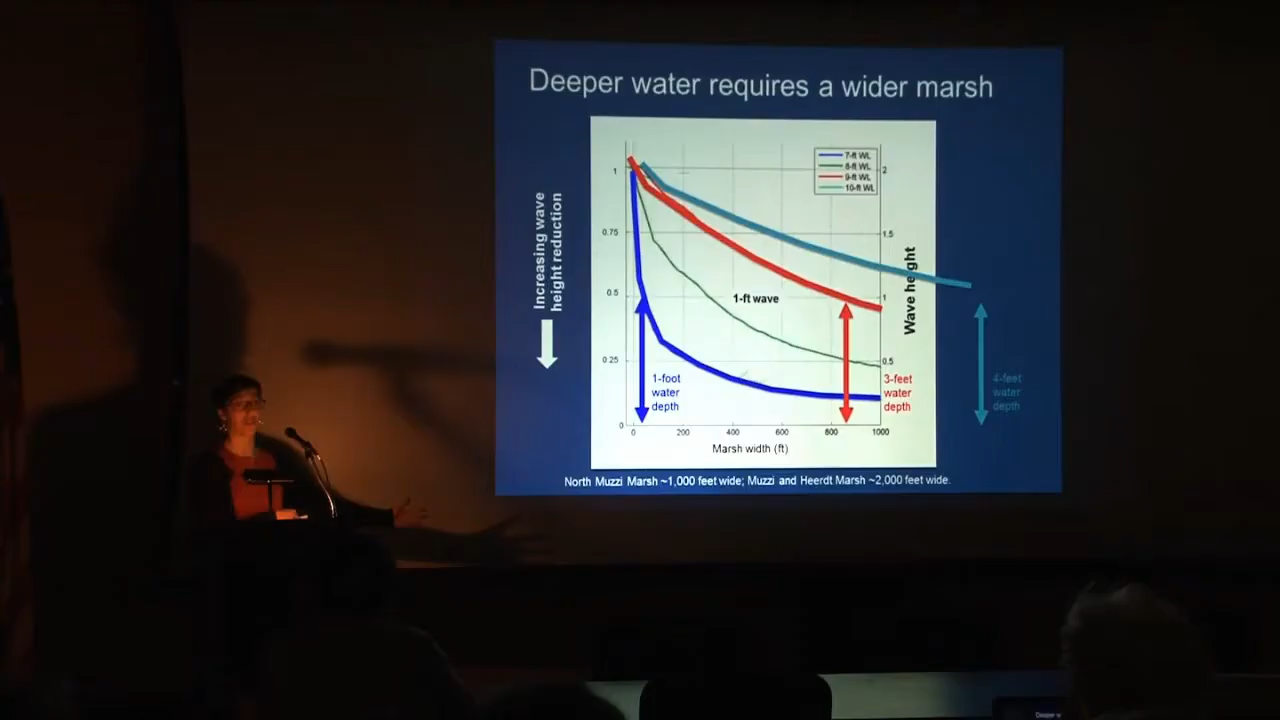 Deeper water requires a wider marsh
Increasing wave
height reduction
1
0.75
0.5
0.25
0
7-ft WL
8-ft WL
9-ft WL
10-ft WL
2
1.5
1
0.5
Wave height
1-ft wave
1-foot
water
depth
3-feet
water
depth
4-feet
water
depth
0
200
400
600
800
1000
Marsh width (ft)
North Muzzi Marsh ~1,000 feet wide; Muzzi and Heerdt Marsh ~2,000 feet wide.